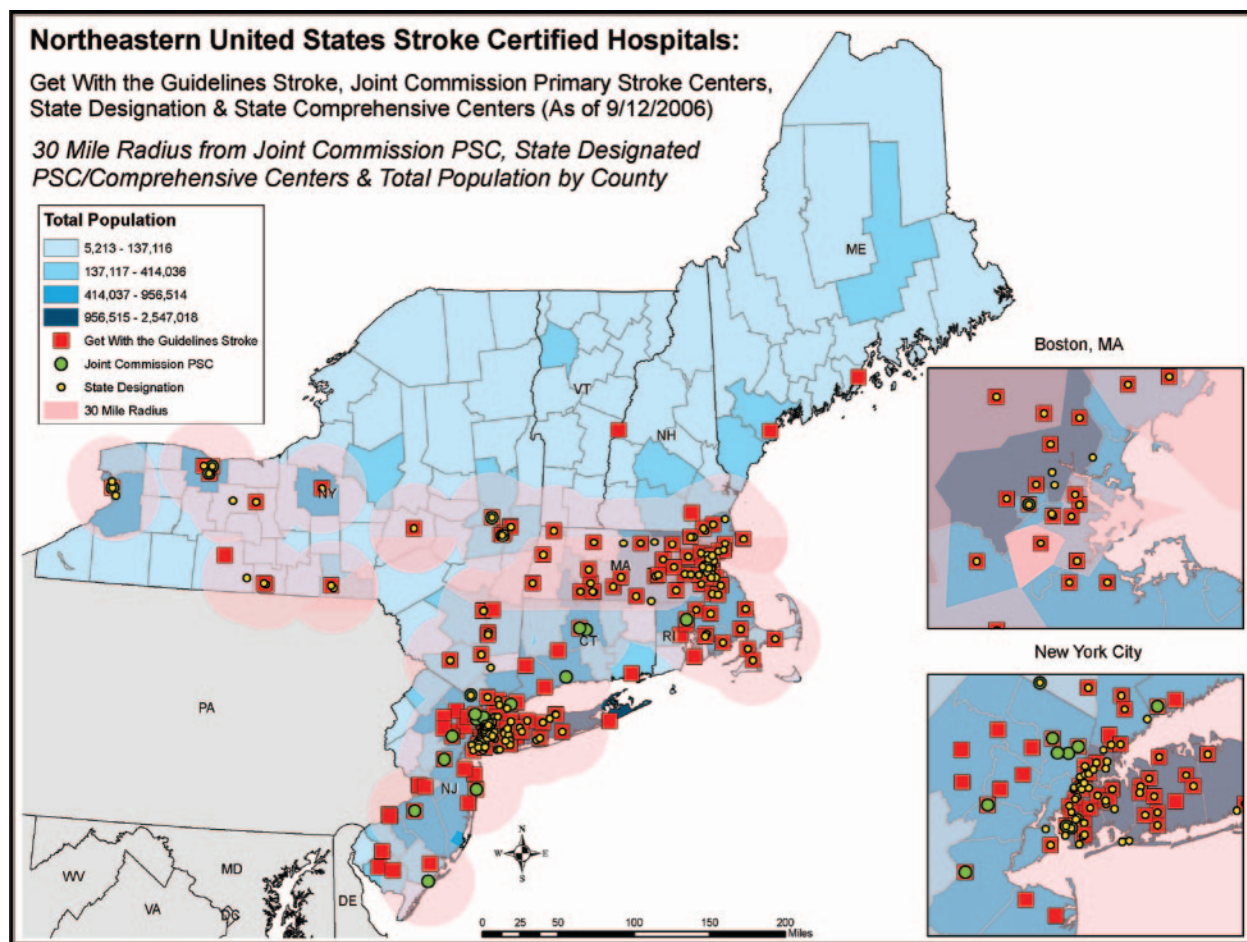 Northeastern United States Stroke Certified Hospitals:
Get With the Guidelines Stroke, Joint Commission Primary Stroke Centers,
State Designation & State Comprehensive Centers (As of 9/12/2006)
30 Mile Radius from Joint Commission PSC, State Designated
PSC/Comprehensive Centers & Total Population by County
Total Population
5,213 - 137,116
137,117 - 414,036
414,037 - 956,514
956,515 - 2,547,018
Get With the Guidelines Stroke
Joint Commission PSC
State Designation
30 Mile Radius
ME
VT
NH
NY
MA
CT
RI
PA
NJ
WV
MD
VA
DC
DE
Boston, MA
New York City
N
W E
S
0 25 50 100 150 200
Miles